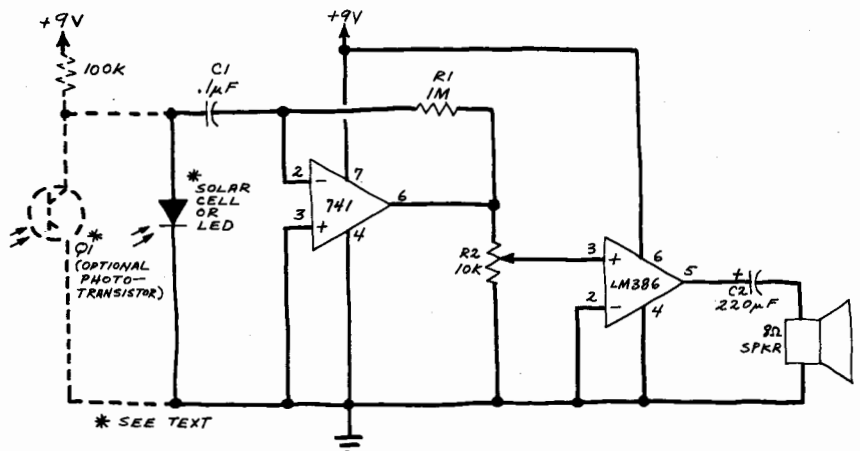 +9V
100K
C1
.1µF
+9V
R1
1M
*
SOLAR
CELL
OR
LED
2
-
7
741
6
3
+
4
*
Q1
(OPTIONAL
PHOTO-
TRANSISTOR)
R2
10K
3
+
6
LM386
5
2
-
4
+
C2
220µF
8Ω
SPKR
* SEE TEXT